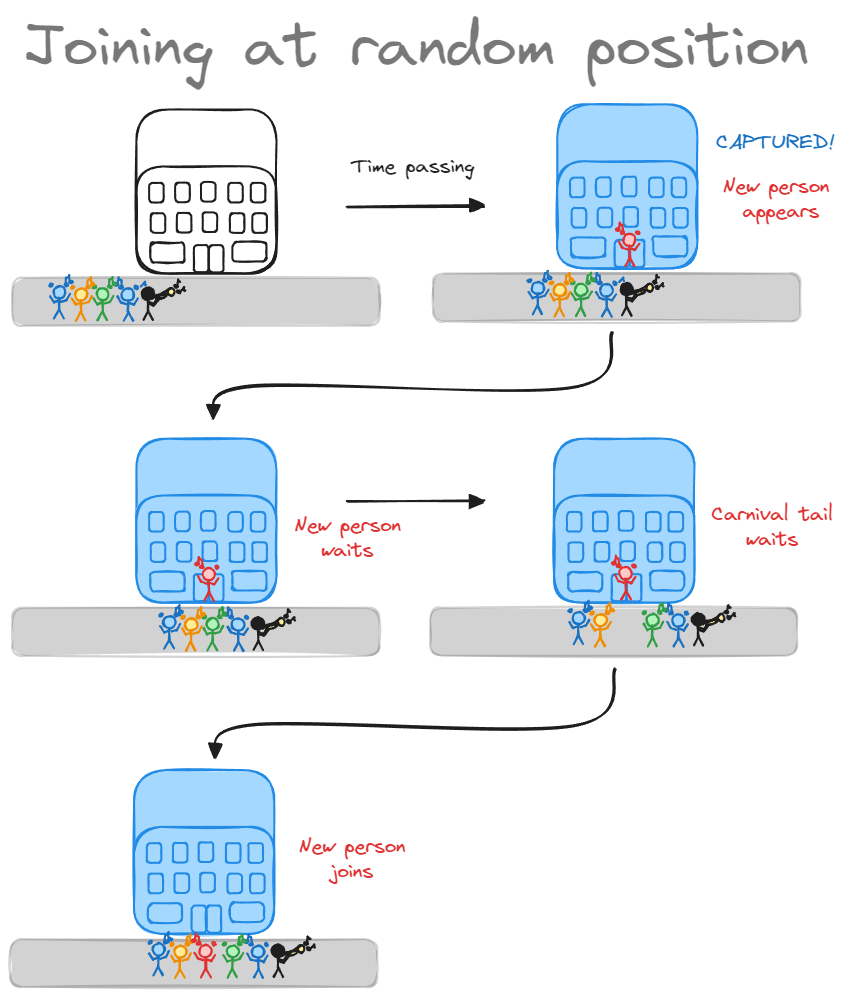 Joining at random position
Time passing
CAPTURED!
New person
appears
New person
waits
Carnival tail
waits
New person
joins